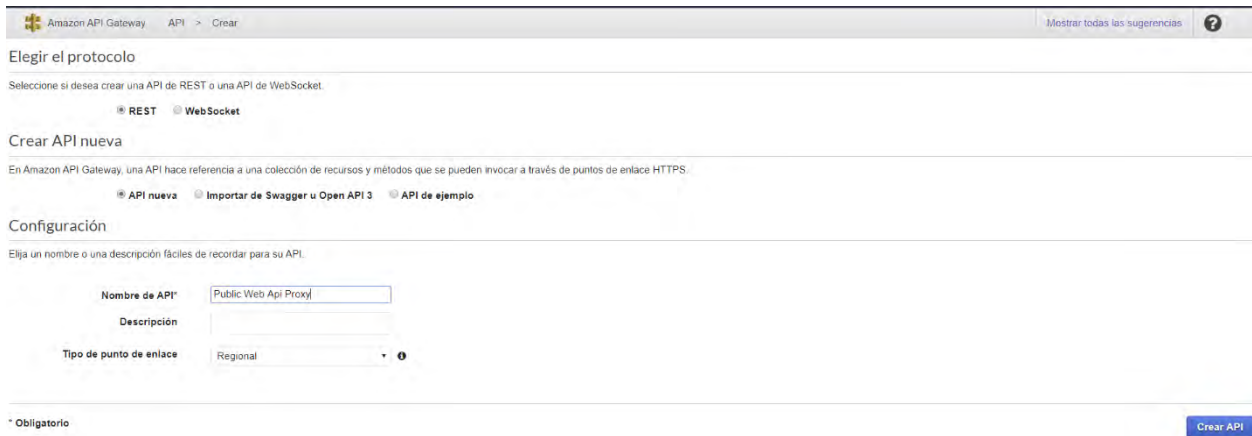 Amazon API Gateway API > Crear Mostrar todas las sugerencias ?
Elegir el protocolo
Seleccione si desea crear una API de REST o una API de WebSocket.
REST WebSocket
Crear API nueva
En Amazon API Gateway, una API hace referencia a una colección de recursos y métodos que se pueden invocar a través de puntos de enlace HTTPS.
API nueva Importar de Swagger u Open API 3 API de ejemplo
Configuración
Elija un nombre o una descripción fáciles de recordar para su API.
Nombre de API* Public Web Api Proxy
Descripción
Tipo de punto de enlace Regional
* Obligatorio Crear API